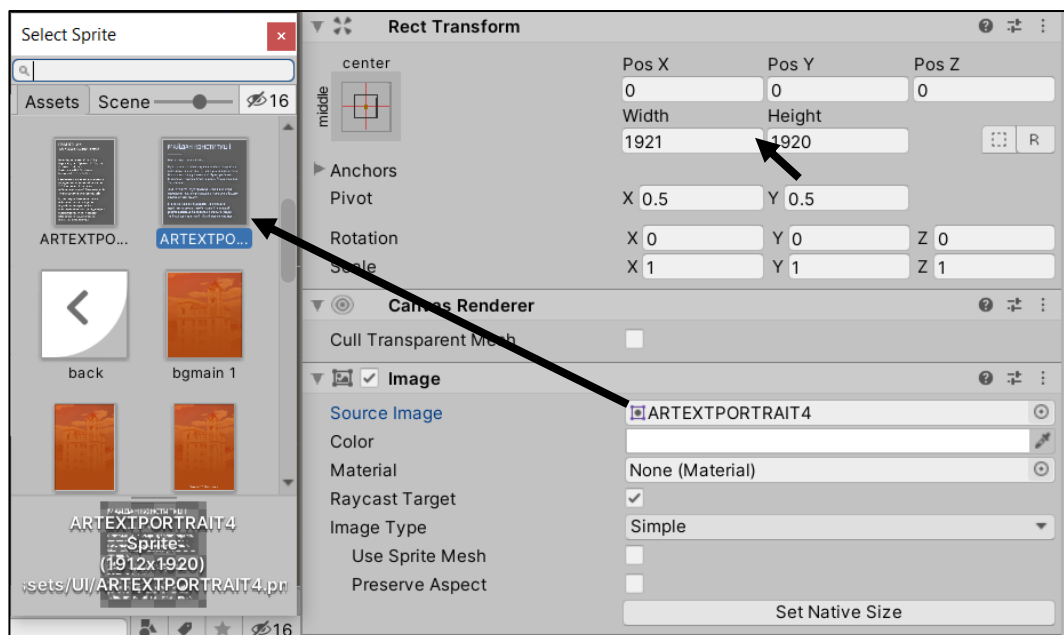 Select Sprite
×
Assets Scene 16
МАЙДАН КОНСТИТУЦІЇ
ARTEXTPO... ARTEXTPO...
back bgmain 1
ARTEXTPORTRAIT4
Sprite
(1912x1920)
ssets/UI/ARTEXTPORTRAIT4.pn
16
Rect Transform
center
middle
Pos X Pos Y Pos Z
0 0 0
Width Height
1921 1920
R
Anchors
Pivot X 0.5 Y 0.5
Rotation X 0 Y 0 Z 0
Scale X 1 Y 1 Z 1
Canvas Renderer
Cull Transparent Mesh
Image
Source Image ARTEXTPORTRAIT4
Color
Material None (Material)
Raycast Target
Image Type Simple
Use Sprite Mesh
Preserve Aspect
Set Native Size